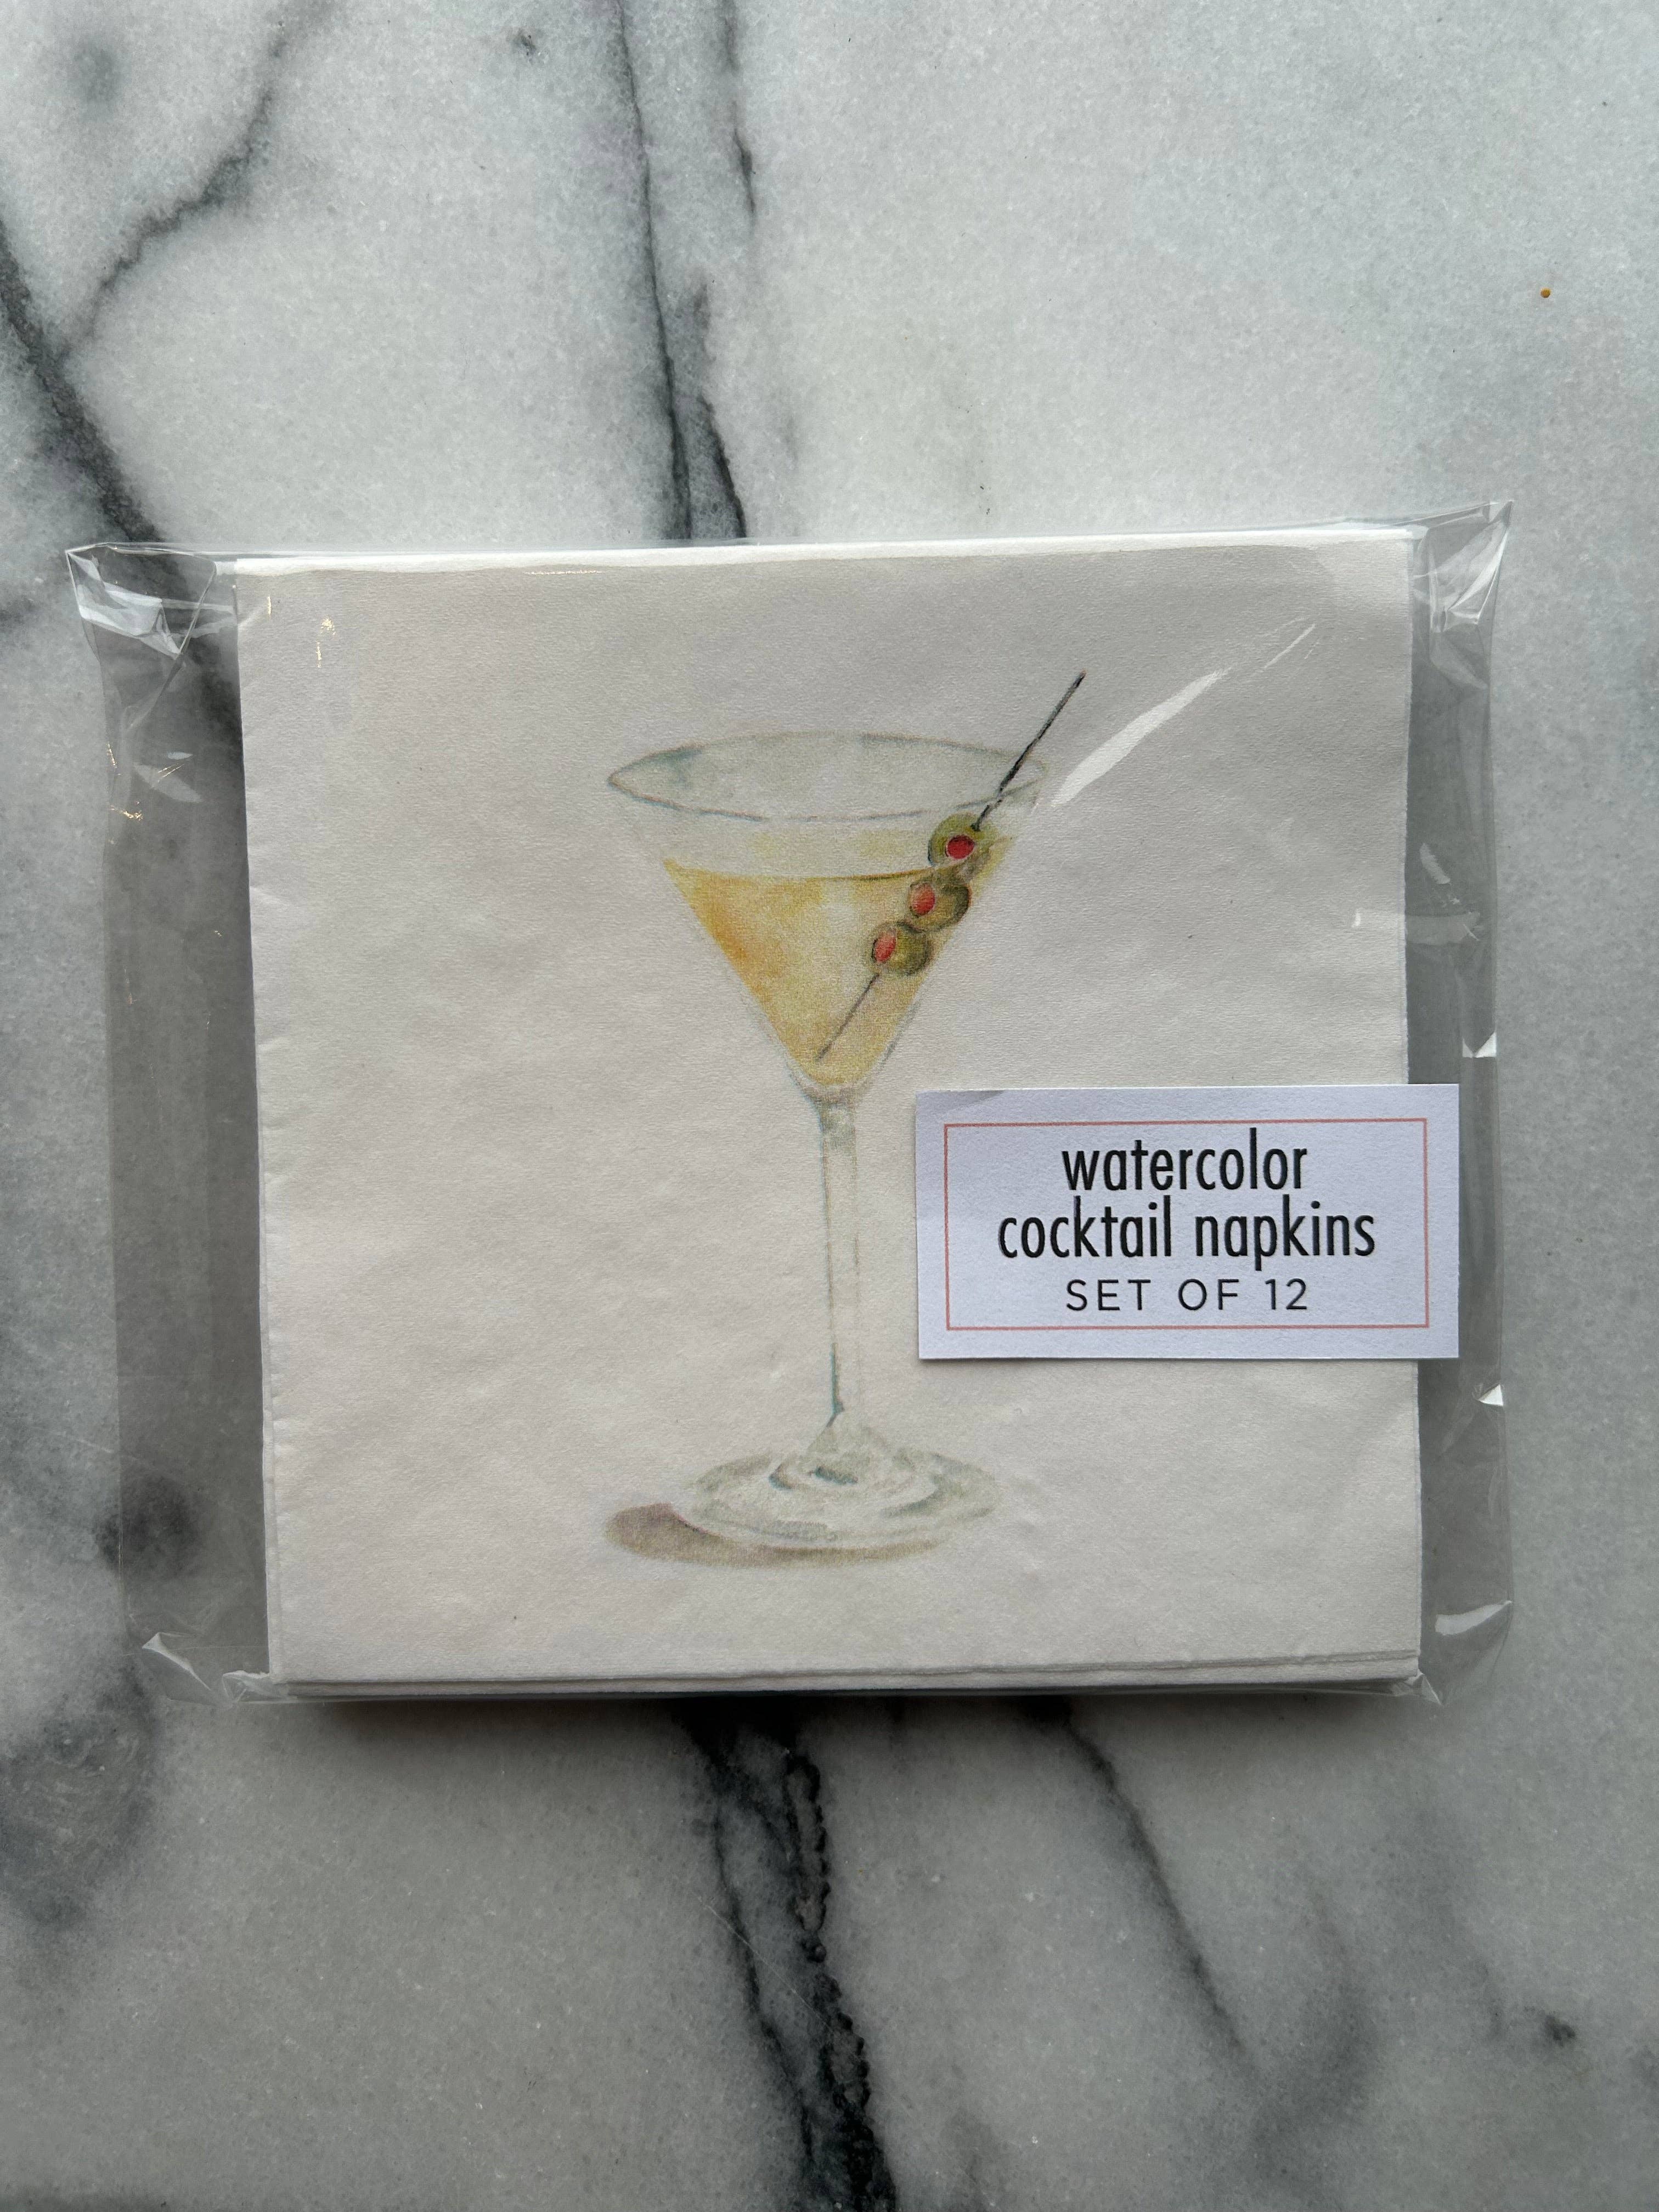 watercolor
cocktail napkins
SET OF 12